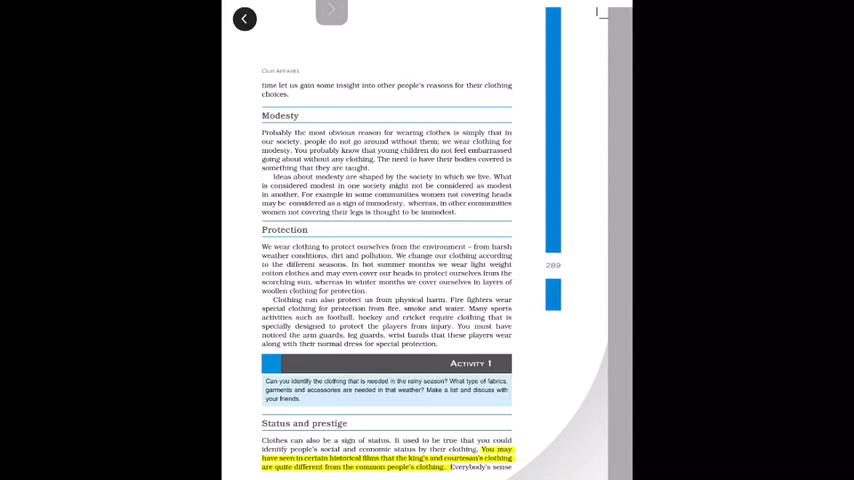 OUR APPAREL
time let us gain some insight into other people's reasons for their clothing
choices.
Modesty
Probably the most obvious reason for wearing clothes is simply that in
our society, people do not go around without them; we wear clothing for
modesty. You probably know that young children do not feel embarrassed
going about without any clothing. The need to have their bodies covered is
something that they are taught.
Ideas about modesty are shaped by the society in which we live. What
is considered modest in one society might not be considered as modest
in another. For example in some communities women not covering heads
may be considered as a sign of immodesty, whereas, in other communities
women not covering their legs is thought to be immodest.
Protection
We wear clothing to protect ourselves from the environment – from harsh
weather conditions, dirt and pollution. We change our clothing according
to the different seasons. In hot summer months we wear light weight
cotton clothes and may even cover our heads to protect ourselves from the
scorching sun, whereas in winter months we cover ourselves in layers of
woollen clothing for protection.
Clothing can also protect us from physical harm. Fire fighters wear
special clothing for protection from fire, smoke and water. Many sports
activities such as football, hockey and cricket require clothing that is
specially designed to protect the players from injury. You must have
noticed the arm guards, leg guards, wrist bands that these players wear
along with their normal dress for special protection.
ACTIVITY 1
Can you identify the clothing that is needed in the rainy season? What type of fabrics,
garments and accessories are needed in that weather? Make a list and discuss with
your friends.
Status and prestige
Clothes can also be a sign of status. It used to be true that you could
identify people's social and economic status by their clothing. You may
have seen in certain historical films that the king's and courtesan's clothing
are quite different from the common people's clothing. Everybody's sense
289